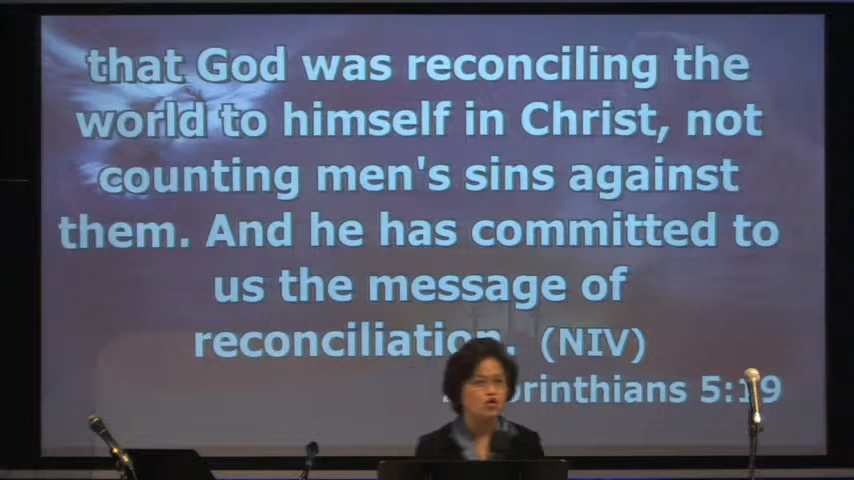 that God was reconciling the
world to himself in Christ, not
counting men's sins against
them. And he has committed to
us the message of
reconciliation. (NIV)
Corinthians 5:19